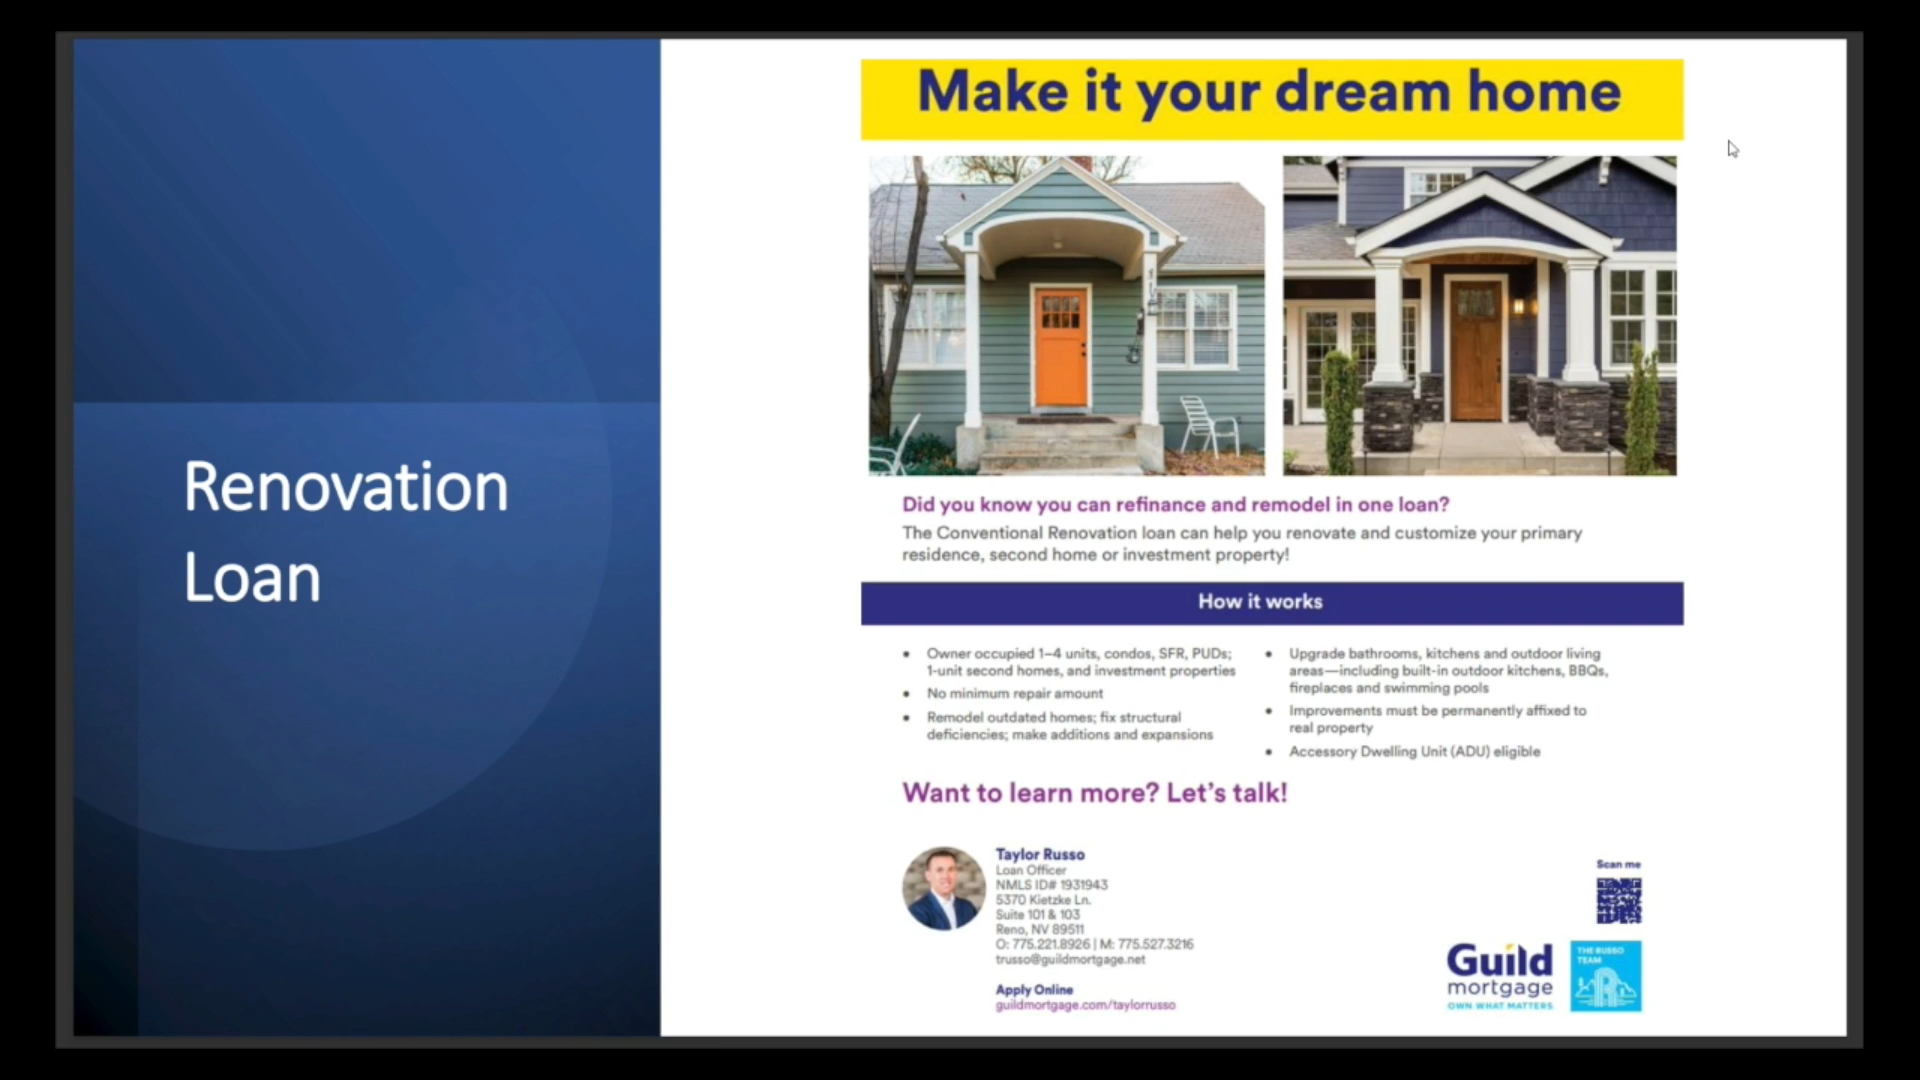 Renovation
Loan
Make it your dream home
Did you know you can refinance and remodel in one loan?
The Conventional Renovation loan can help you renovate and customize your primary
residence, second home or investment property!
How it works
• Owner occupied 1–4 units, condos, SFR, PUDs;
1-unit second homes, and investment properties
• No minimum repair amount
• Remodel outdated homes; fix structural
deficiencies; make additions and expansions
• Upgrade bathrooms, kitchens and outdoor living
areas—including built-in outdoor kitchens, BBQs,
fireplaces and swimming pools
• Improvements must be permanently affixed to
real property
• Accessory Dwelling Unit (ADU) eligible
Want to learn more? Let's talk!
Taylor Russo
Loan Officer
NMLS ID# 1931943
5370 Kietzke Ln.
Suite 101 & 103
Reno, NV 89511
O: 775.221.8926 | M: 775.527.3216
trusso@guildmortgage.net
Apply Online
guildmortgage.com/taylorrusso
Scan me
Guild
mortgage
OWN WHAT MATTERS
THE RUSSO
TEAM